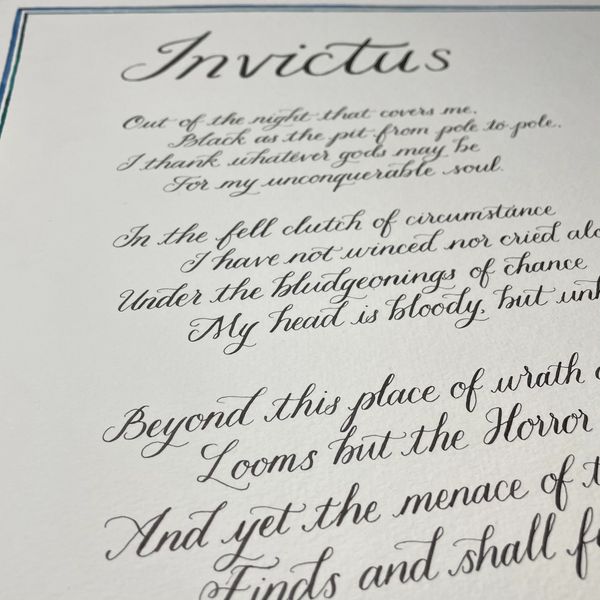 Invictus
Out of the night that covers me,
Black as the pit from pole to pole,
I thank whatever gods may be
For my unconquerable soul.
In the fell clutch of circumstance
I have not winced nor cried
Under the bludgeonings of chance
My head is bloody, but
Beyond this place of wrath
Looms but the Horror
And yet the menace of
Finds and shall